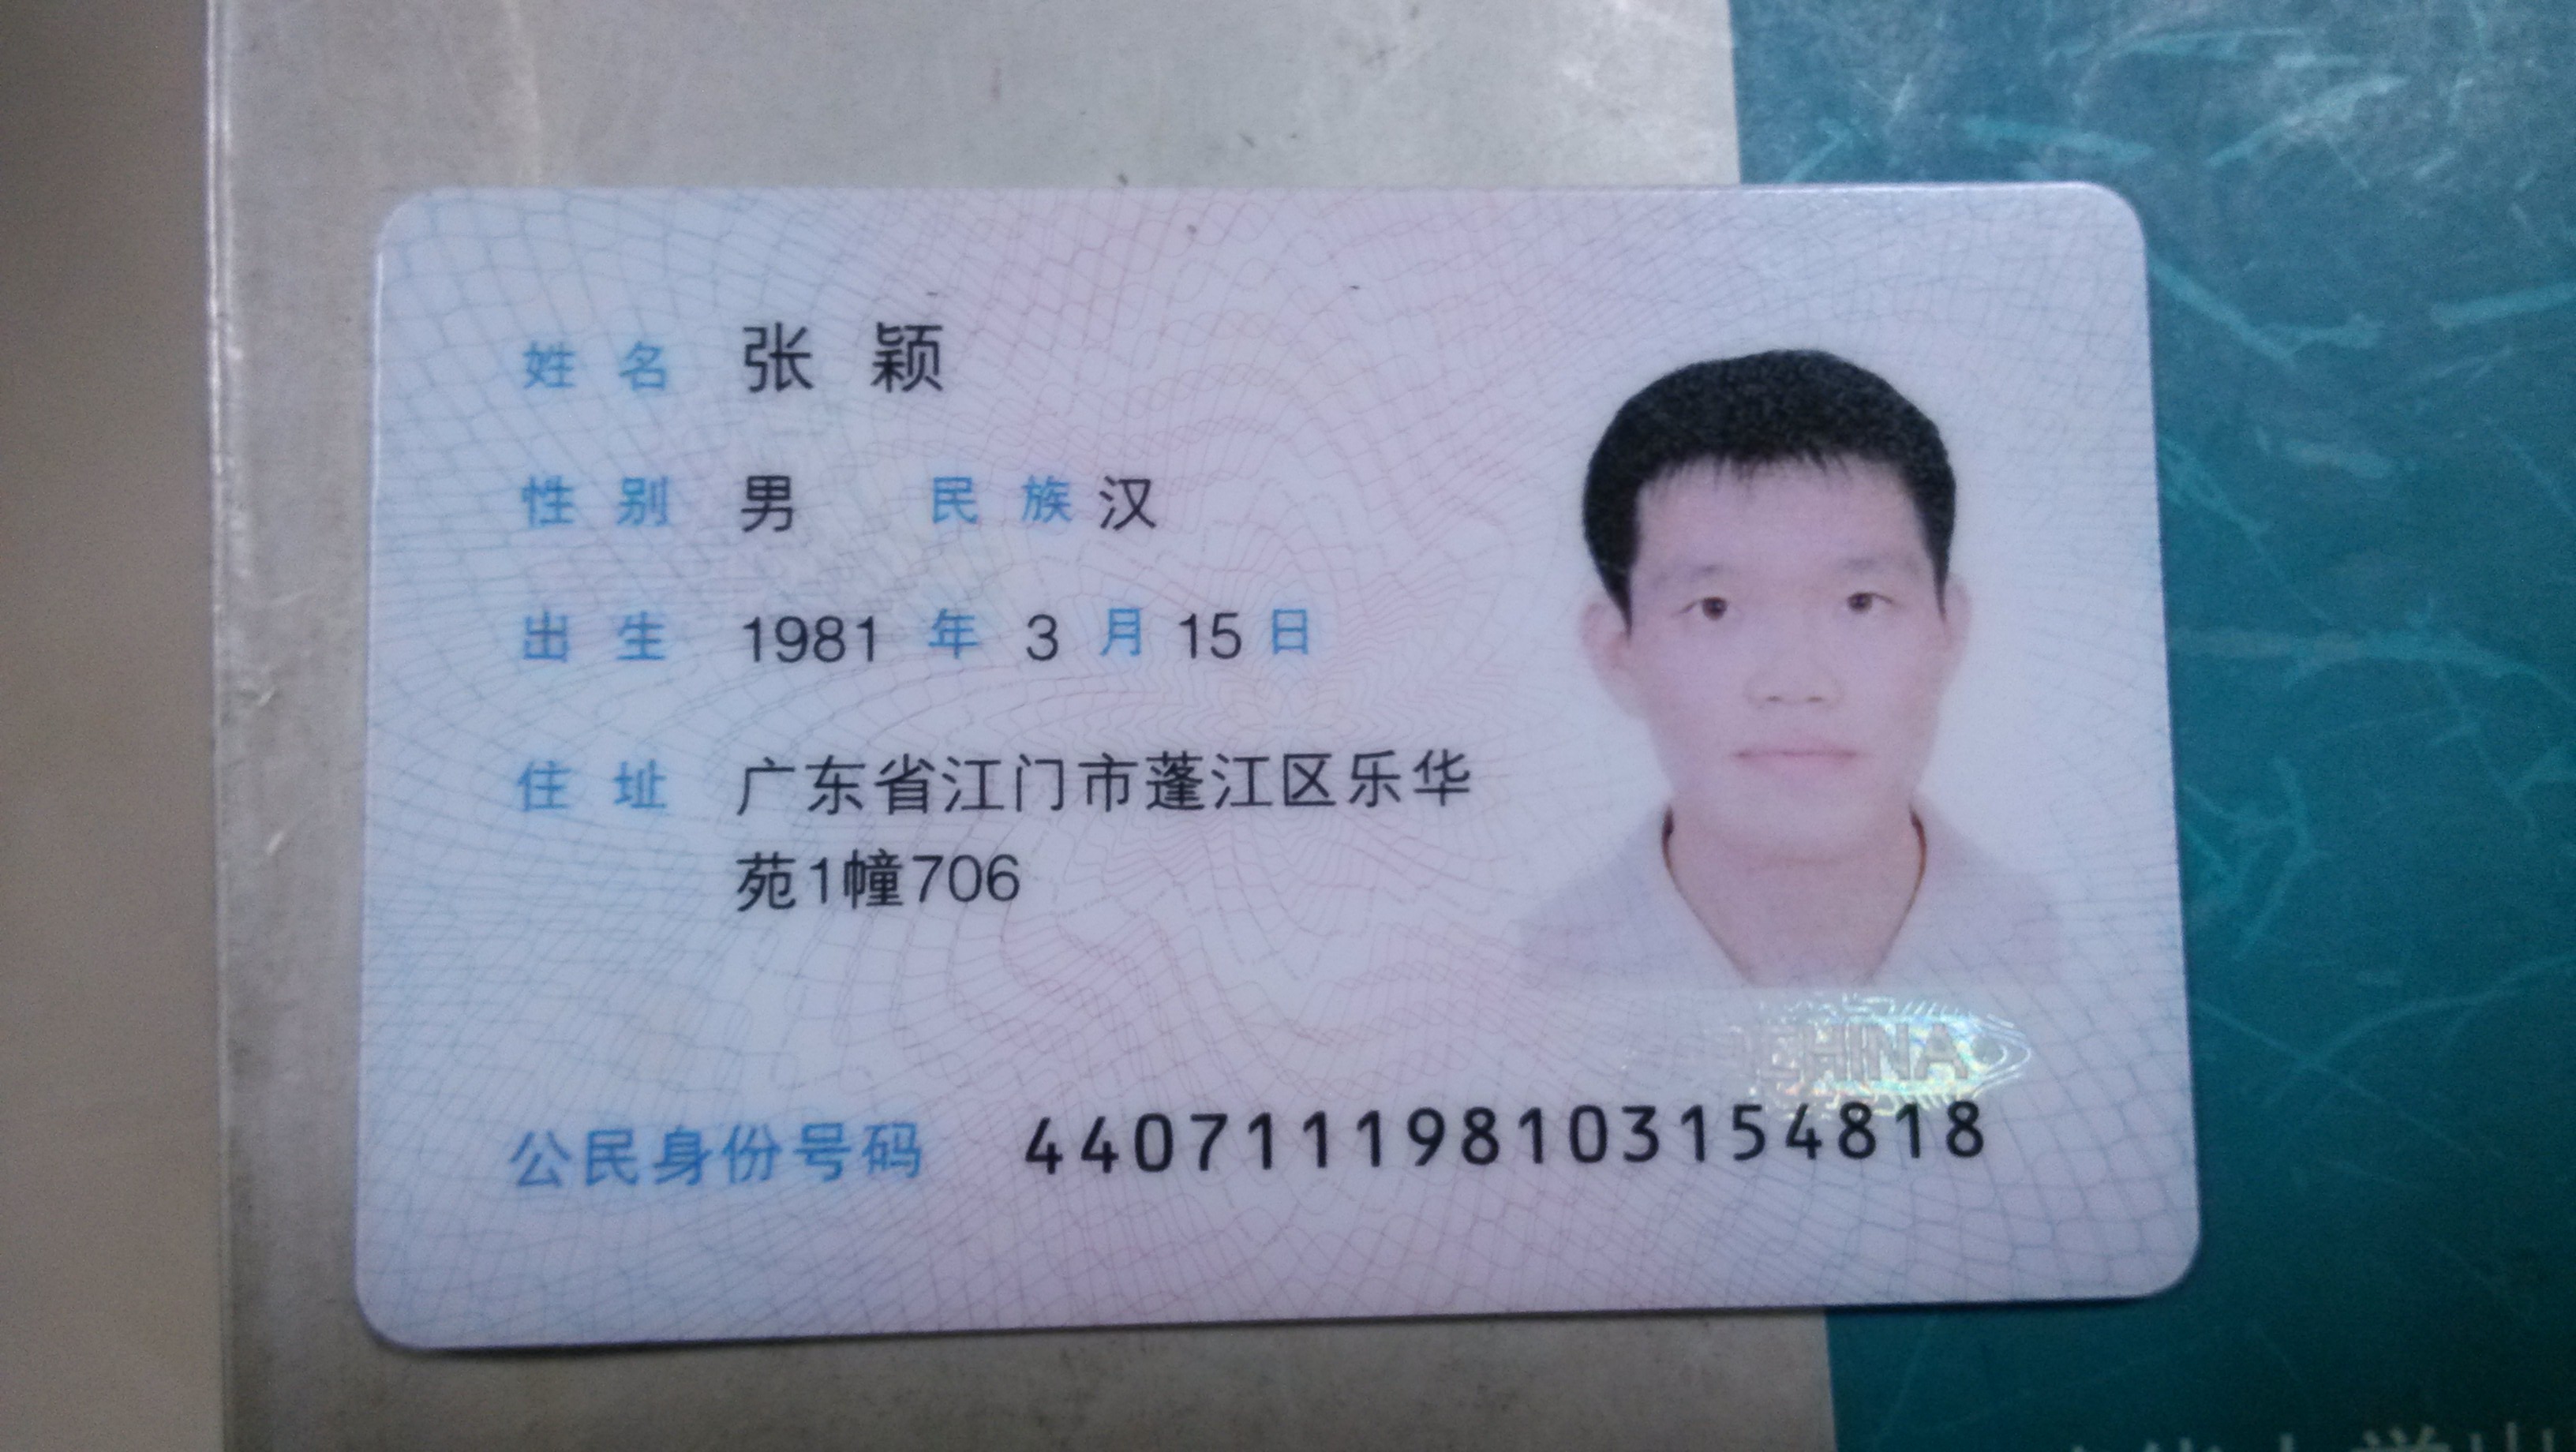 姓名 张颖
性别 男 民族 汉
出生 1981 年 3 月 15 日
住址 广东省江门市蓬江区乐华
苑1幢706
CHINA
公民身份号码 440711198103154818